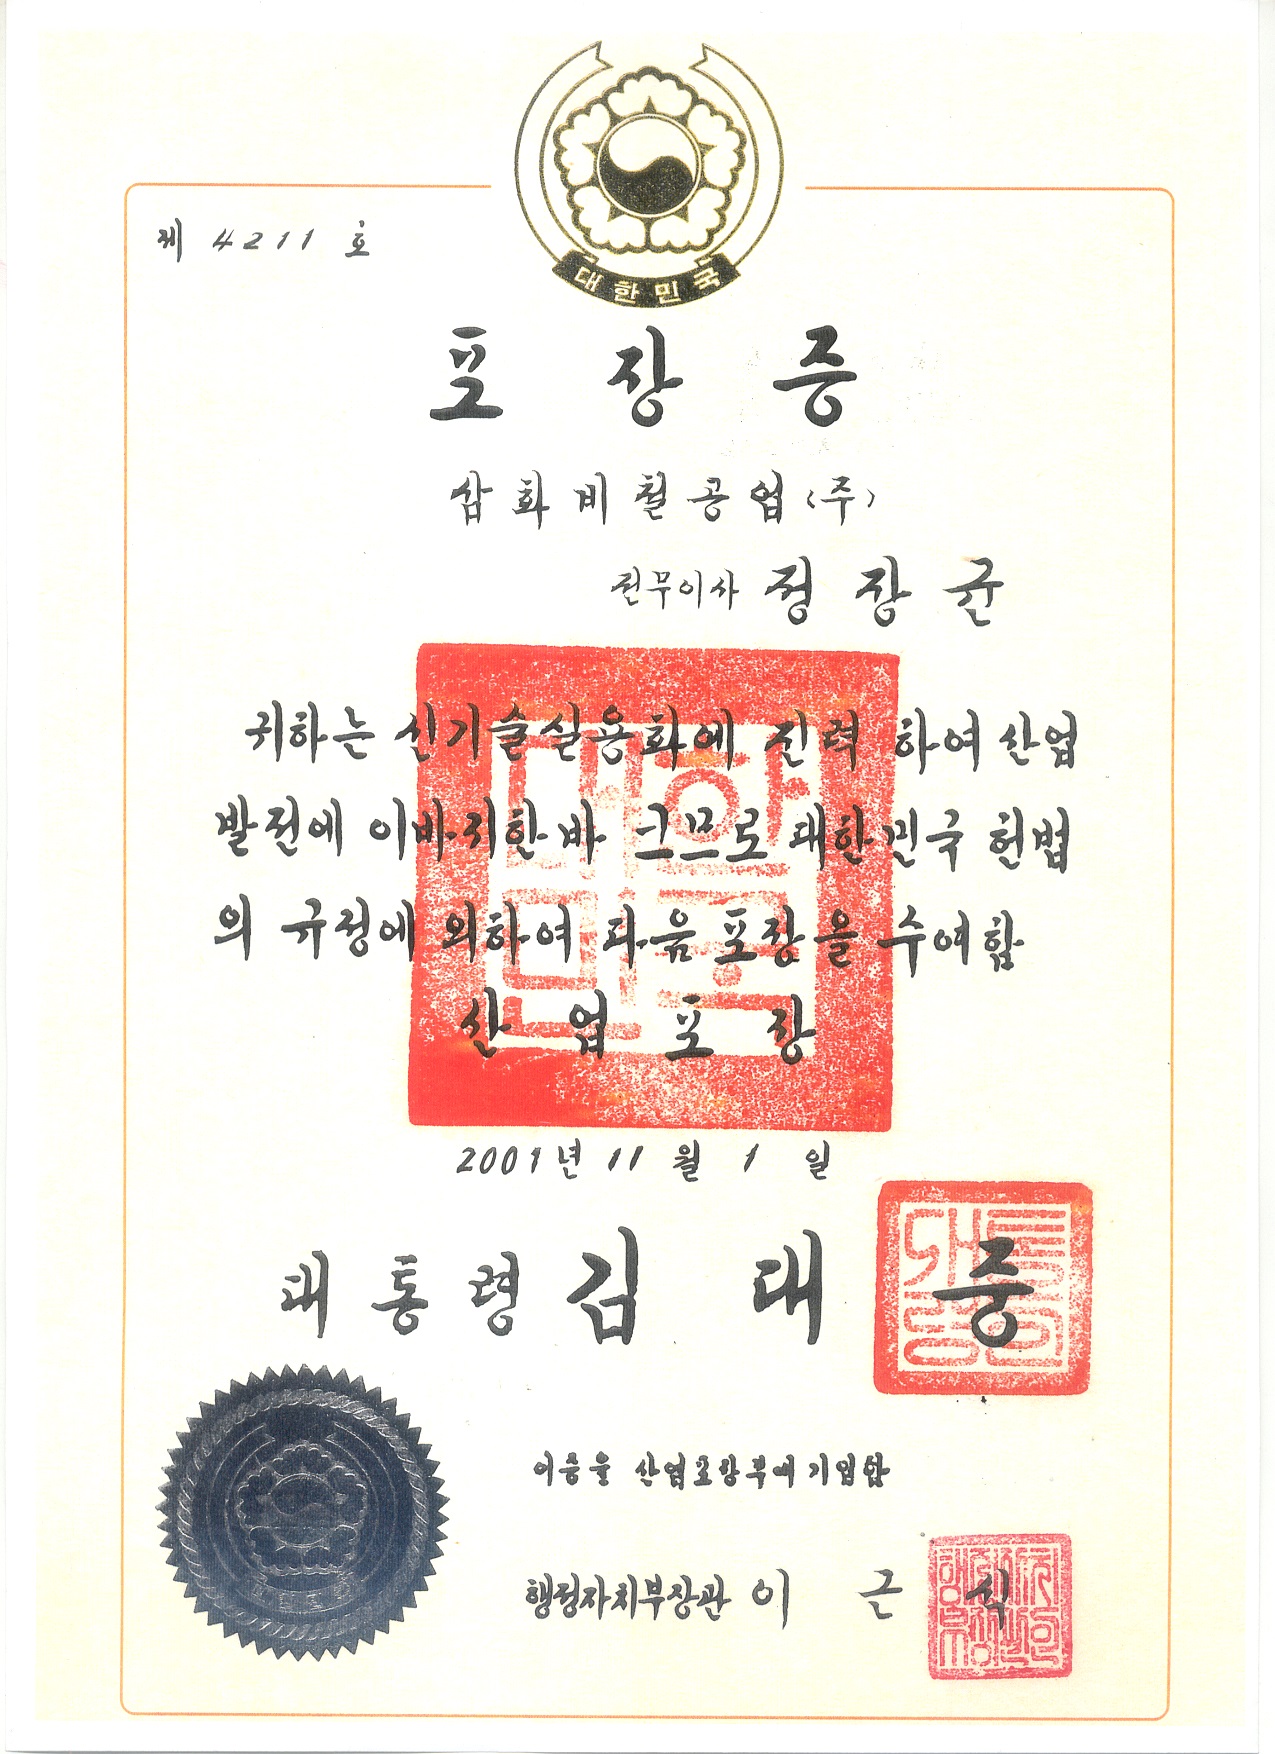 대한민국
제 4211 호
포장증
삼화비철공업(주)
전무이사 정장균
귀하는 신기술실용화에 진력 하여 산업
발전에 이바지한 바 크므로 대한민국 헌법
의 규정에 의하여 다음 포장을 수여함
산업포장
2001년 11월 1일
대통령 김대중
이증을 산업포장부에 기입함
행정자치부장관 이근식